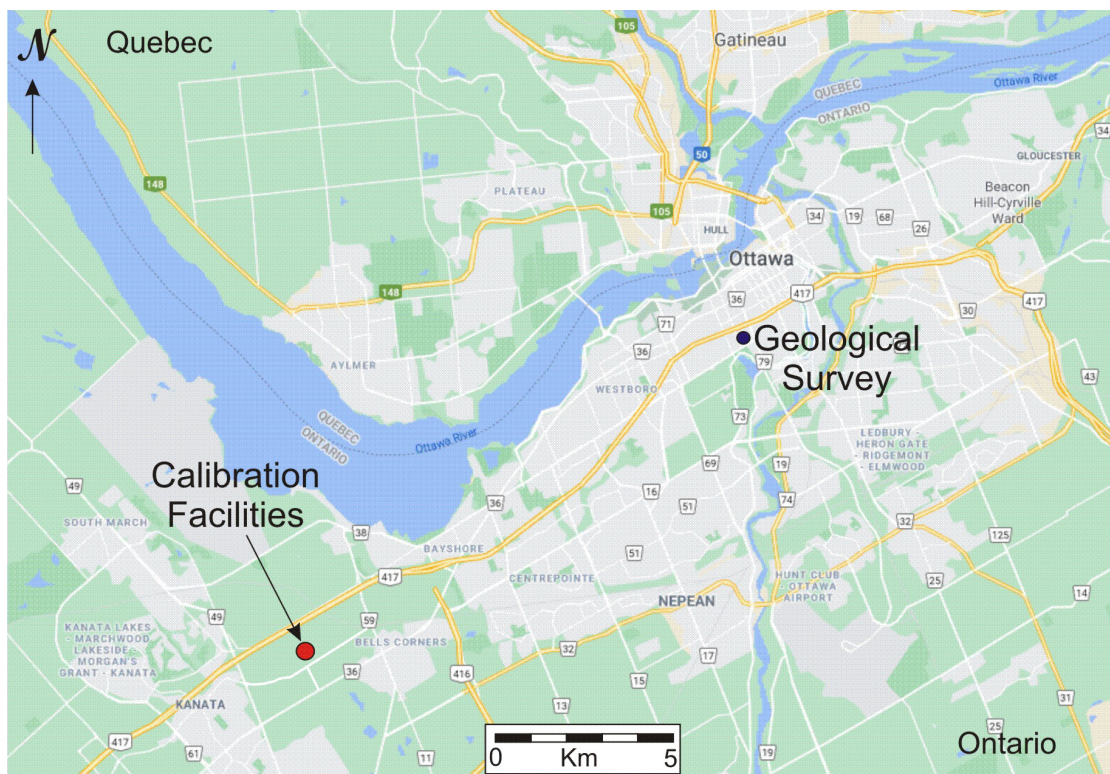 N
Quebec
105
Gatineau
Ottawa River
QUEBEC
ONTARIO
34
50
GLOUCESTER
148
PLATEAU
105
HULL
34
19
68
26
Beacon
Hill-Cyrville
Ward
Ottawa
148
36
417
417
30
71
36
Geological
Survey
79
43
AYLMER
WESTBORO
73
QUEBEC
ONTARIO
Ottawa River
LEDBURY -
HERON GATE
- RIDGEMONT
- ELMWOOD
Calibration
Facilities
49
69
19
16
51
36
74
SOUTH MARCH
38
32
125
BAYSHORE
51
417
CENTREPOINTE
HUNT CLUB
- OTTAWA
AIRPORT
25
14
NEPEAN
49
59
KANATA LAKES
- MARCHWOOD
LAKESIDE -
MORGAN'S
GRANT - KANATA
BELLS CORNERS
32
17
36
416
15
KANATA
13
31
25
417
61
11
0 Km 5
19
Ontario